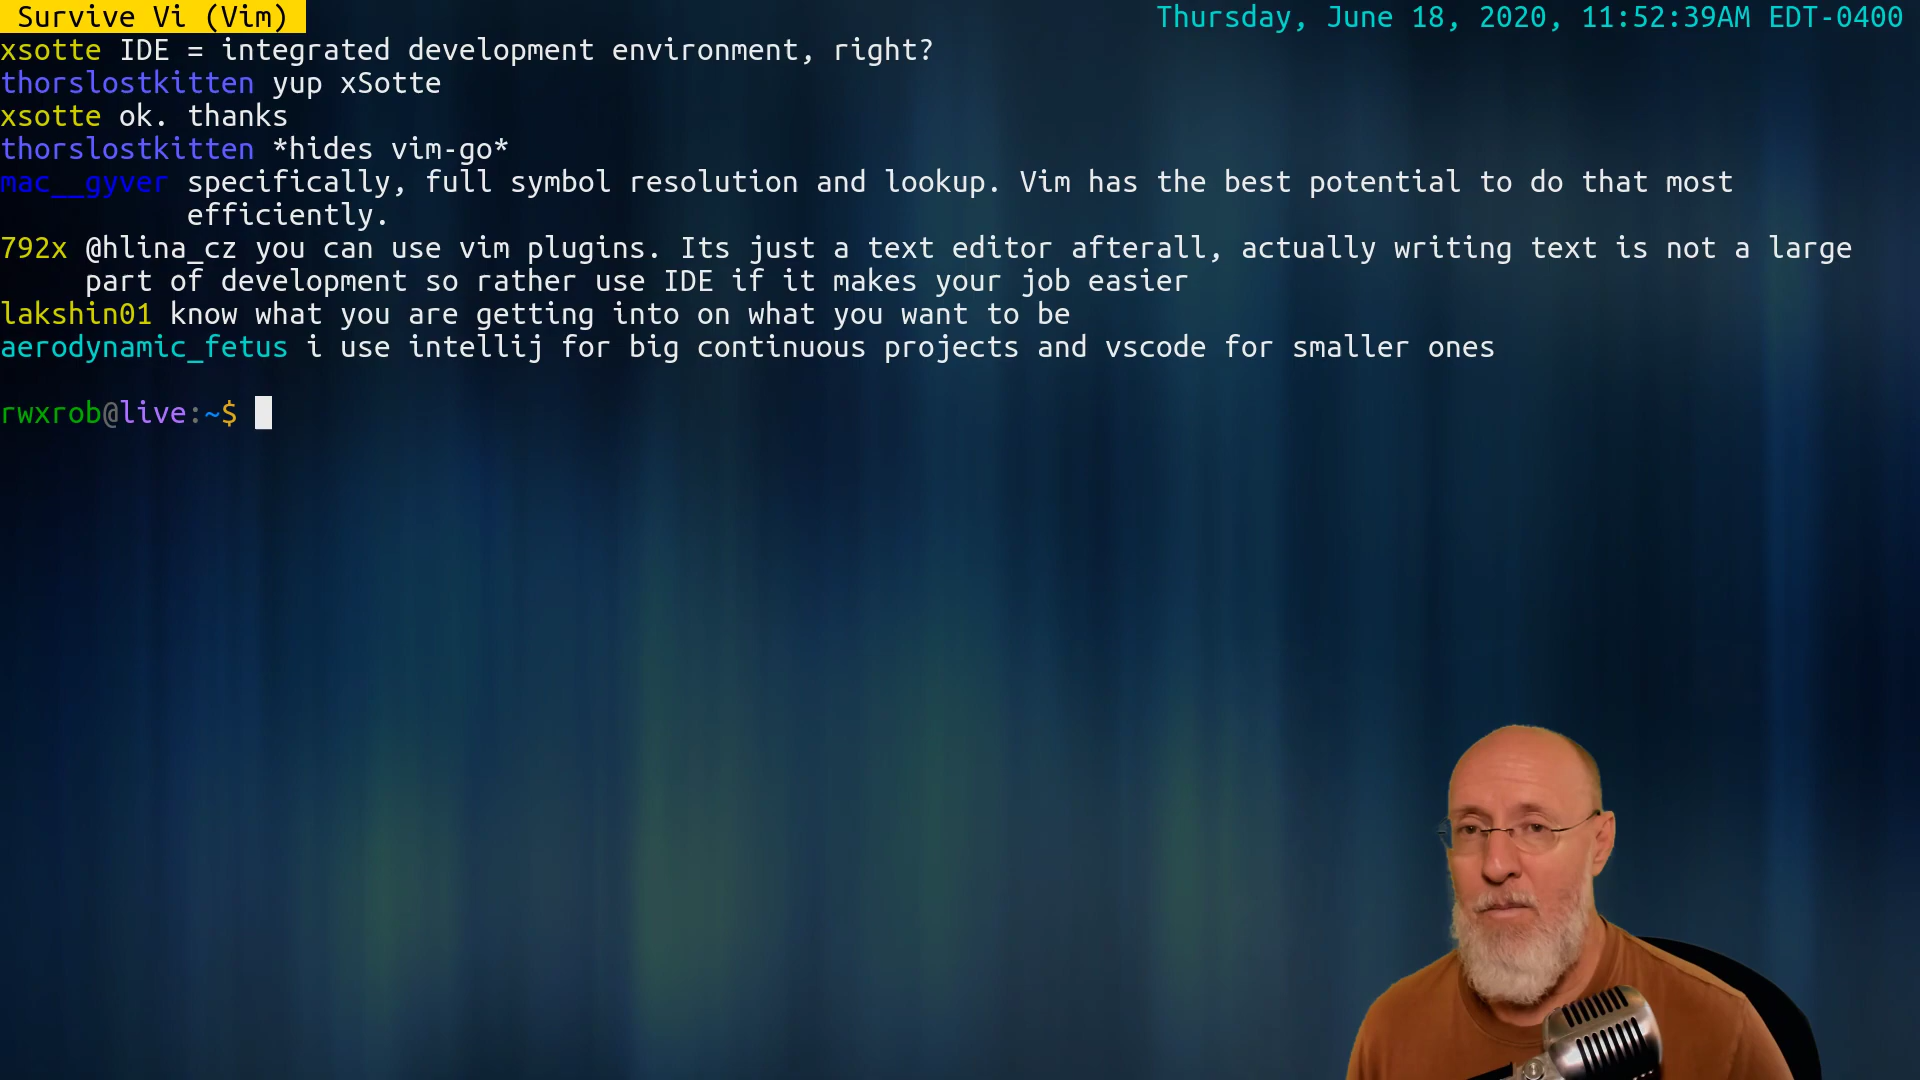 Survive Vi (Vim)
Thursday, June 18, 2020, 11:52:39AM EDT-0400
xsotte IDE = integrated development environment, right?
thorslostkitten yup xSotte
xsotte ok. thanks
thorslostkitten *hides vim-go*
mac__gyver specifically, full symbol resolution and lookup. Vim has the best potential to do that most
efficiently.
792x @hlina_cz you can use vim plugins. Its just a text editor afterall, actually writing text is not a large
part of development so rather use IDE if it makes your job easier
lakshin01 know what you are getting into on what you want to be
aerodynamic_fetus i use intellij for big continuous projects and vscode for smaller ones
rwxrob@live:~$